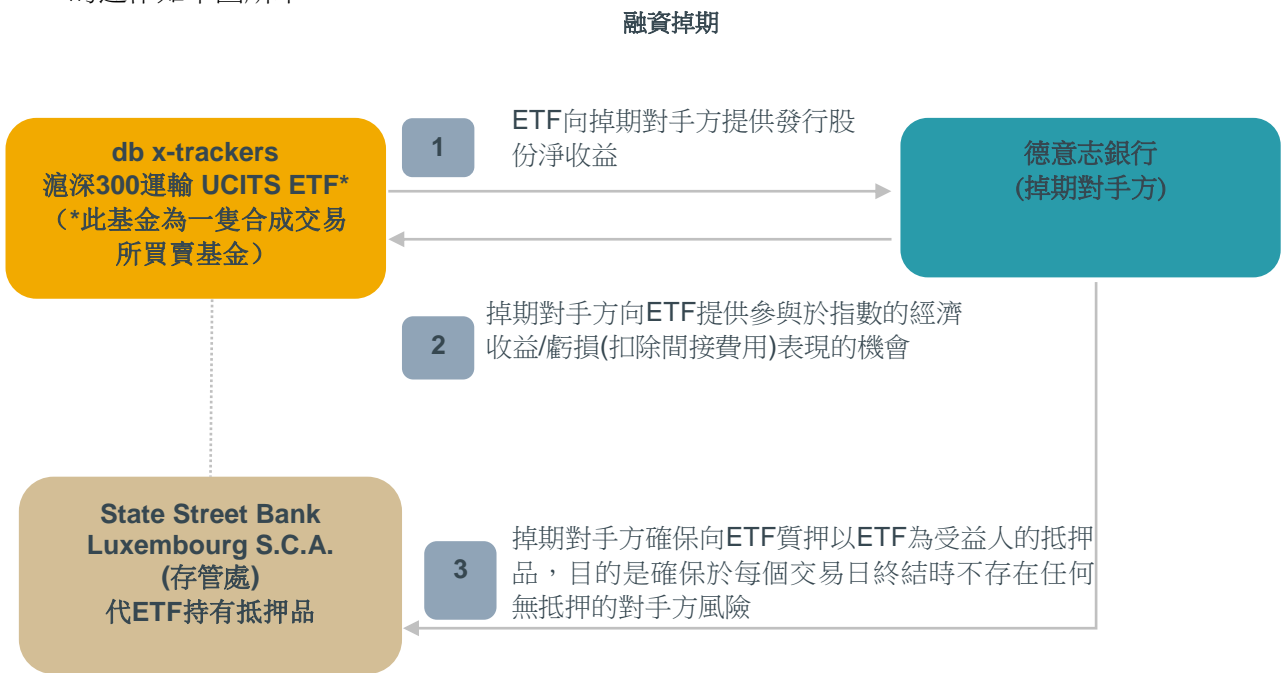 融資掉期
db x-trackers
滬深300運輸 UCITS ETF*
（*此基金為一隻合成交易
所買賣基金）
1
ETF向掉期對手方提供發行股
份淨收益
德意志銀行
(掉期對手方)
2
掉期對手方向ETF提供參與於指數的經濟
收益/虧損(扣除間接費用)表現的機會
State Street Bank
Luxembourg S.C.A.
(存管處)
代ETF持有抵押品
3
掉期對手方確保向ETF質押以ETF為受益人的抵押
品，目的是確保於每個交易日終結時不存在任何
無抵押的對手方風險